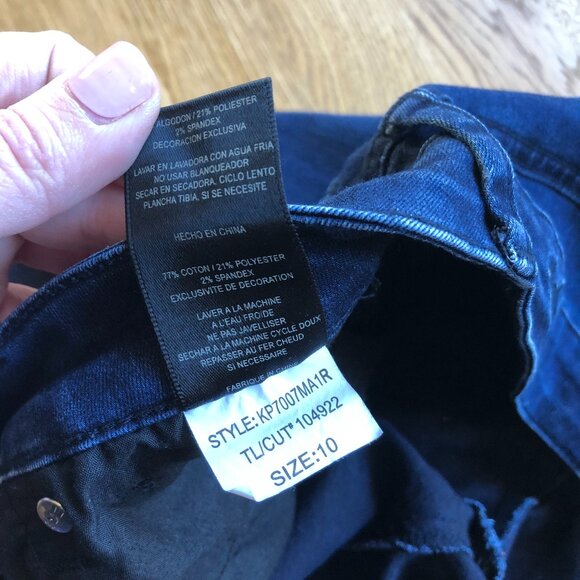 ALGODON / 21% POLIESTER
2% SPANDEX
DECORACION EXCLUSIVA
LAVAR EN LAVADORA CON AGUA FRIA
NO USAR BLANQUEADOR
SECAR EN SECADORA, CICLO LENTO
PLANCHA TIBIA, SI SE NECESITE
HECHO EN CHINA
77% COTON / 21% POLYESTER
2% SPANDEX
EXCLUSIVITE DE DECORATION
LAVER A LA MACHINE
A L'EAU FROIDE
NE PAS JAVELLISER
SECHAR A LA MACHINE CYCLE DOUX
REPASSER AU FER CHEUD
SI NECESSAIRE
FABRIQUE EN
STYLE: KP7007MA1R
TL/CUT# 104922
SIZE:10